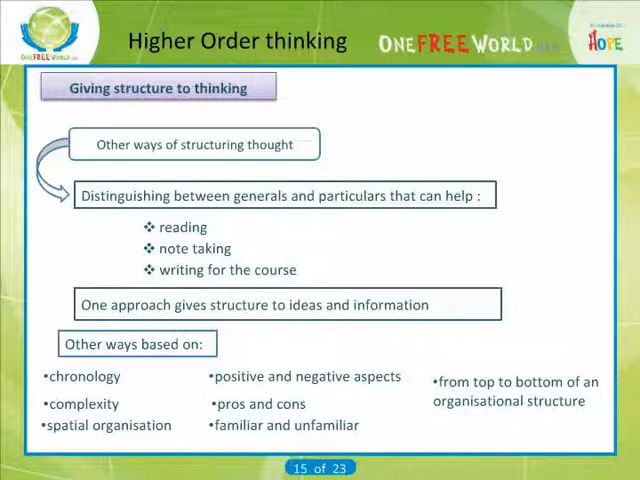 Higher Order thinking
ONEFREEWORLD
ONEFREEWORLD
HOPE
Giving structure to thinking
Other ways of structuring thought
Distinguishing between generals and particulars that can help :
❖ reading
❖ note taking
❖ writing for the course
One approach gives structure to ideas and information
Other ways based on:
•chronology
•complexity
•spatial organisation
•positive and negative aspects
•pros and cons
•familiar and unfamiliar
•from top to bottom of an
organisational structure
15 of 23